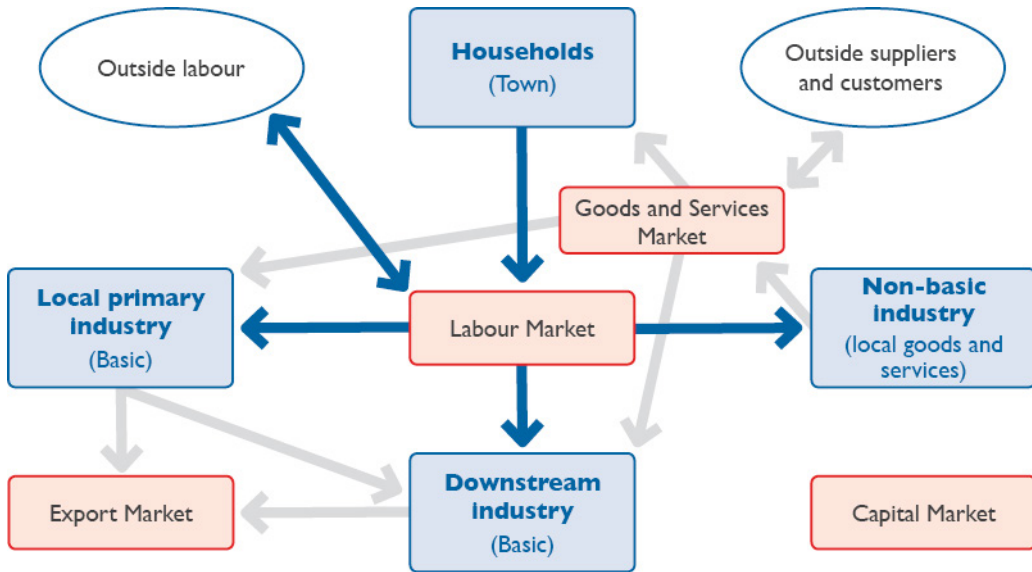 Outside labour
Households
(Town)
Outside suppliers
and customers
Goods and Services
Market
Local primary
industry
(Basic)
Labour Market
Non-basic
industry
(local goods and
services)
Export Market
Downstream
industry
(Basic)
Capital Market